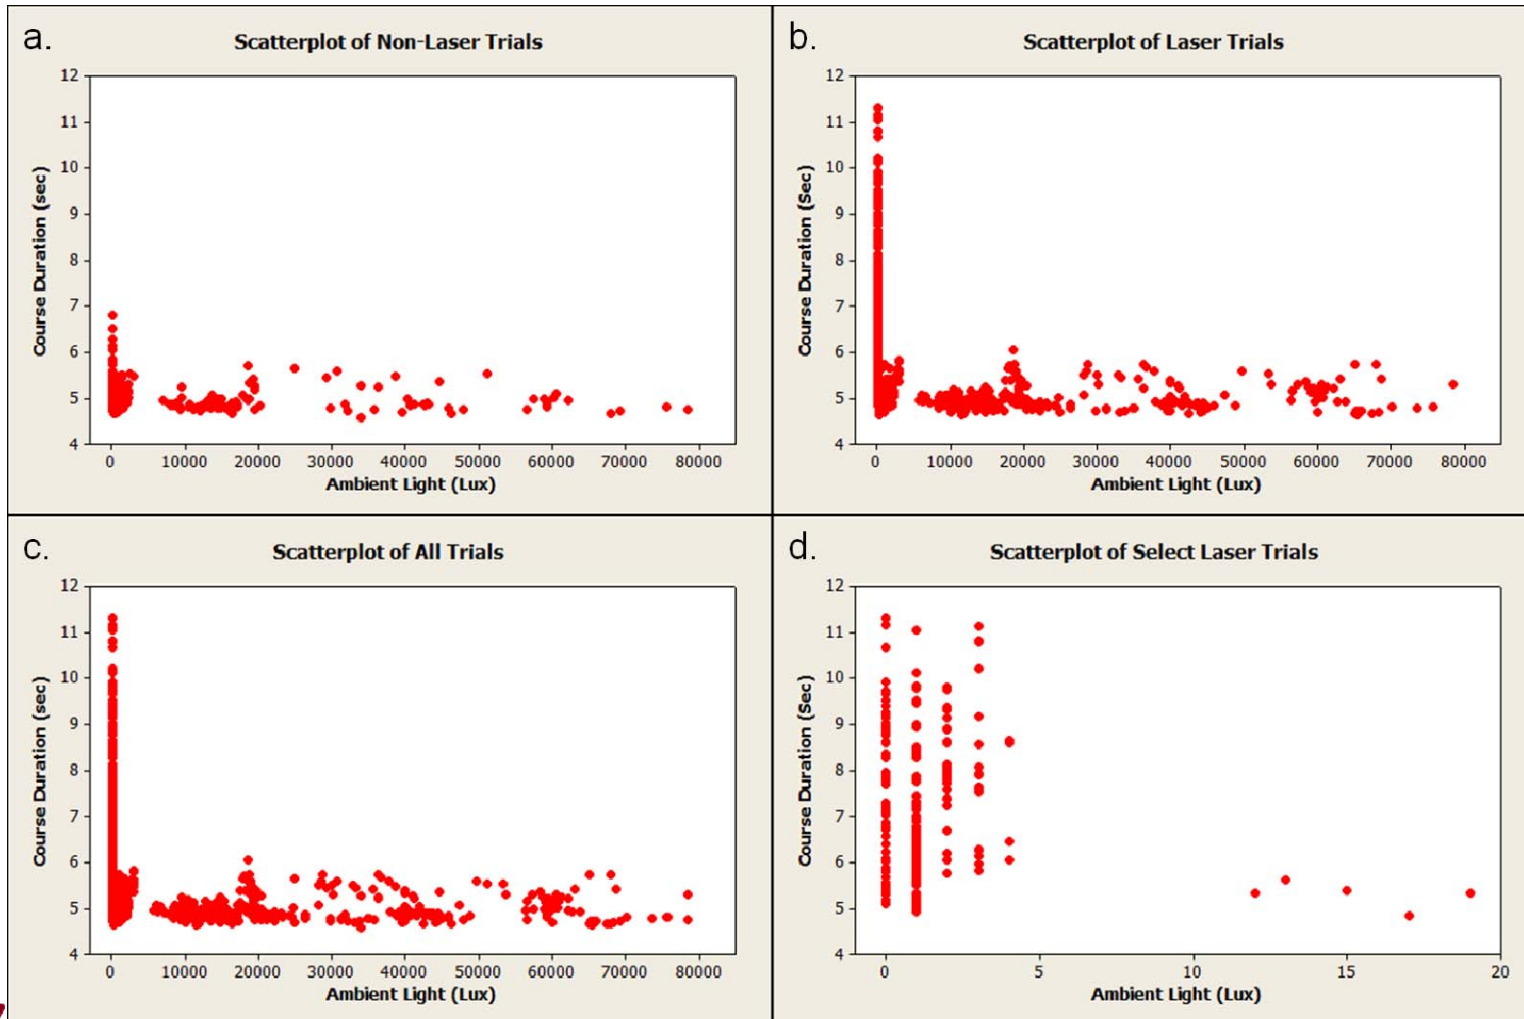 a.
Scatterplot of Non-Laser Trials
Course Duration (sec)
12
11
10
9
8
7
6
5
4
0 10000 20000 30000 40000 50000 60000 70000 80000
Ambient Light (Lux)
b.
Scatterplot of Laser Trials
Course Duration (Sec)
12
11
10
9
8
7
6
5
4
0 10000 20000 30000 40000 50000 60000 70000 80000
Ambient Light (Lux)
c.
Scatterplot of All Trials
Course Duration (sec)
12
11
10
9
8
7
6
5
4
0 10000 20000 30000 40000 50000 60000 70000 80000
Ambient Light (Lux)
d.
Scatterplot of Select Laser Trials
Course Duration (Sec)
12
11
10
9
8
7
6
5
4
0 5 10 15 20
Ambient Light (Lux)